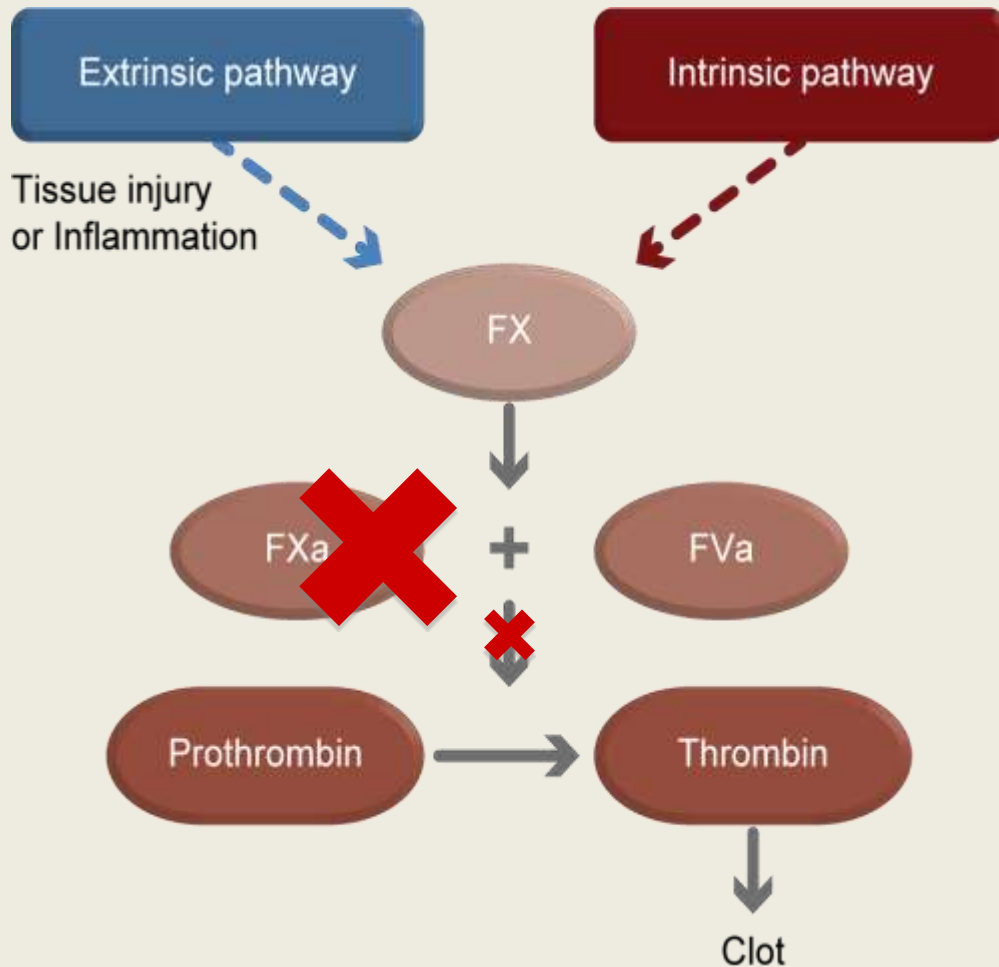 Extrinsic pathway
Intrinsic pathway
Tissue injury
or Inflammation
FX
FXa
+
FVa
Prothrombin
Thrombin
Clot